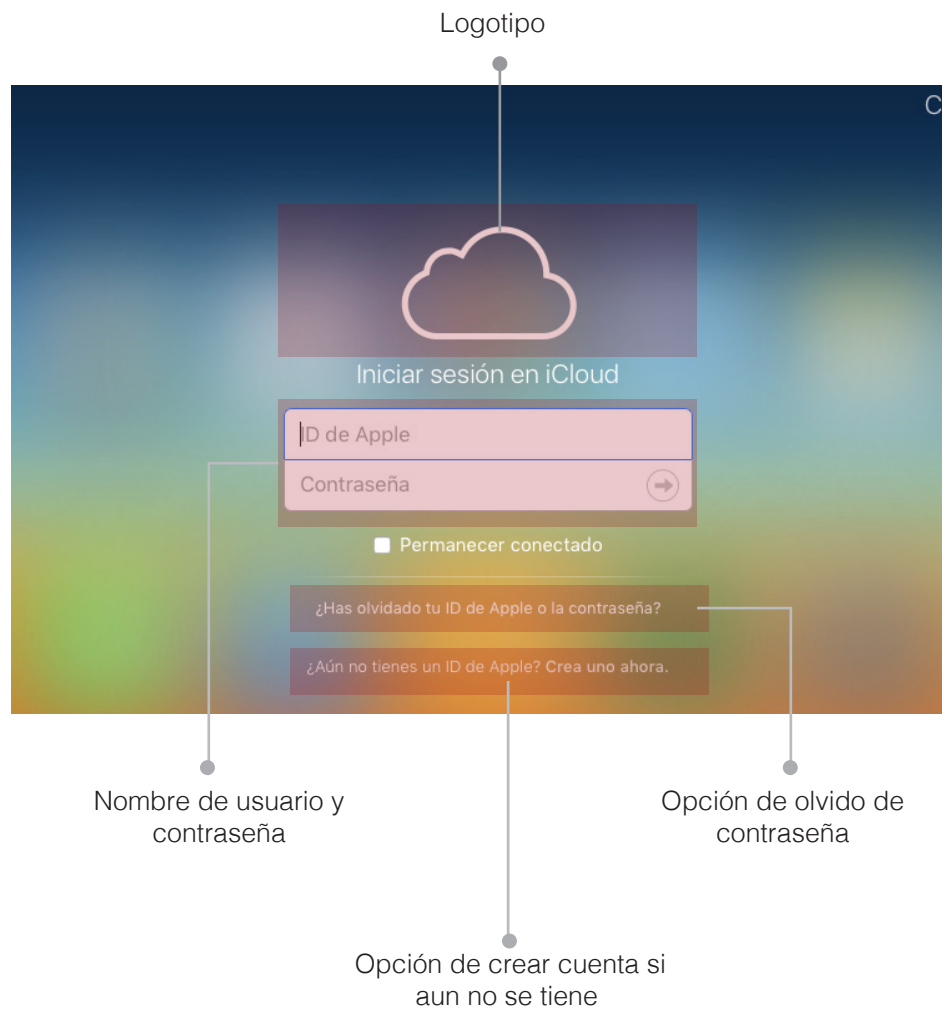 Logotipo
C
Iniciar sesión en iCloud
ID de Apple
Contraseña
Permanecer conectado
¿Has olvidado tu ID de Apple o la contraseña?
¿Aún no tienes un ID de Apple? Crea uno ahora.
Nombre de usuario y
contraseña
Opción de olvido de
contraseña
Opción de crear cuenta si
aun no se tiene